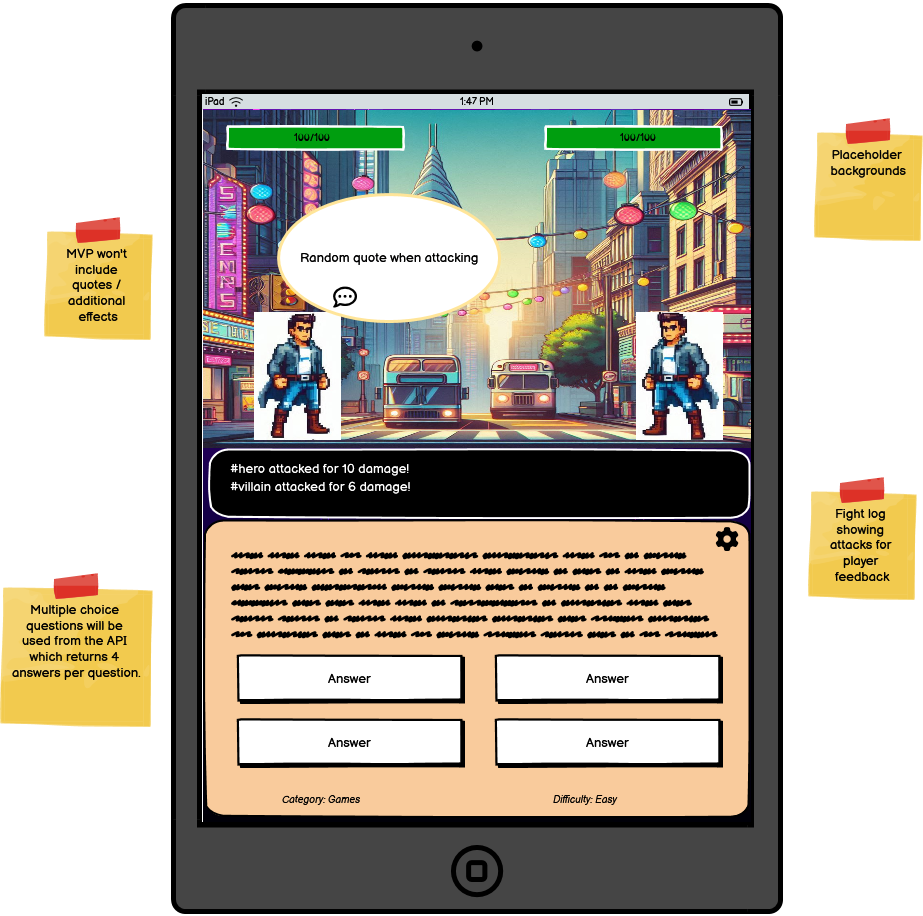 iPad
1:47 PM
100/100
100/100
Placeholder
backgrounds
MVP won't
include
quotes /
additional
effects
Random quote when attacking
#hero attacked for 10 damage!
#villain attacked for 6 damage!
Fight log
showing
attacks for
player
feedback
Multiple choice
questions will be
used from the API
which returns 4
answers per question.
Answer
Answer
Answer
Answer
Category: Games
Difficulty: Easy